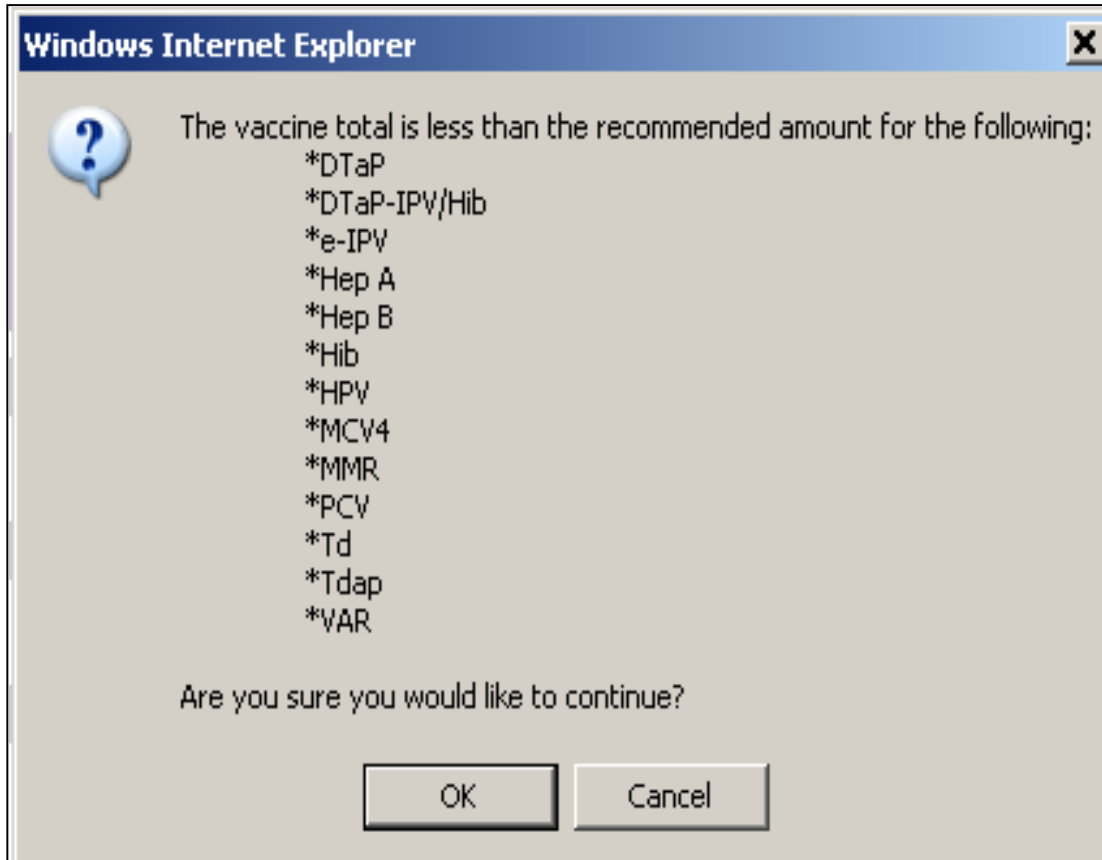 Windows Internet Explorer
The vaccine total is less than the recommended amount for the following:
*DTaP
*DTaP-IPV/Hib
*e-IPV
*Hep A
*Hep B
*Hib
*HPV
*MCV4
*MMR
*PCV
*Td
*Tdap
*VAR
Are you sure you would like to continue?
OK Cancel